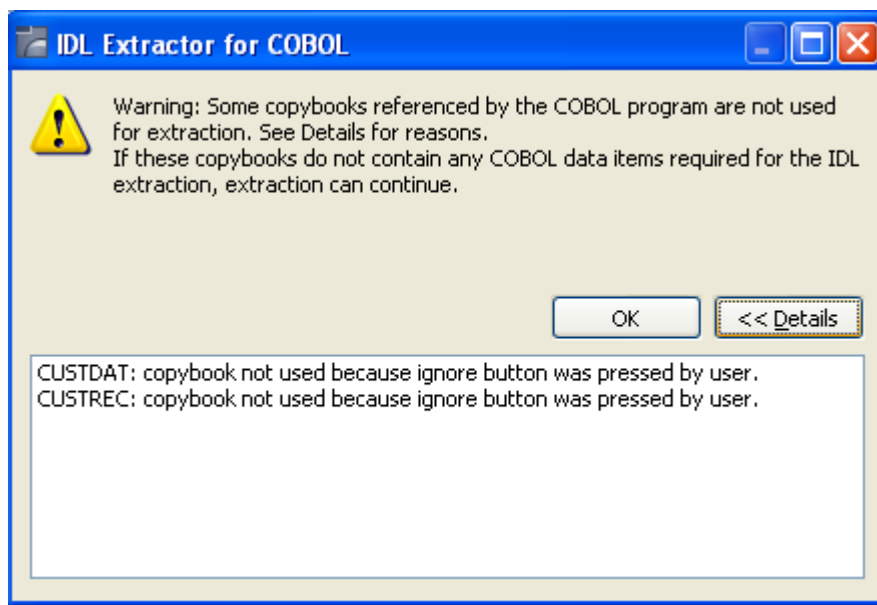 IDL Extractor for COBOL
Warning: Some copybooks referenced by the COBOL program are not used
for extraction. See Details for reasons.
If these copybooks do not contain any COBOL data items required for the IDL
extraction, extraction can continue.
OK
<< Details
CUSTDAT: copybook not used because ignore button was pressed by user.
CUSTREC: copybook not used because ignore button was pressed by user.